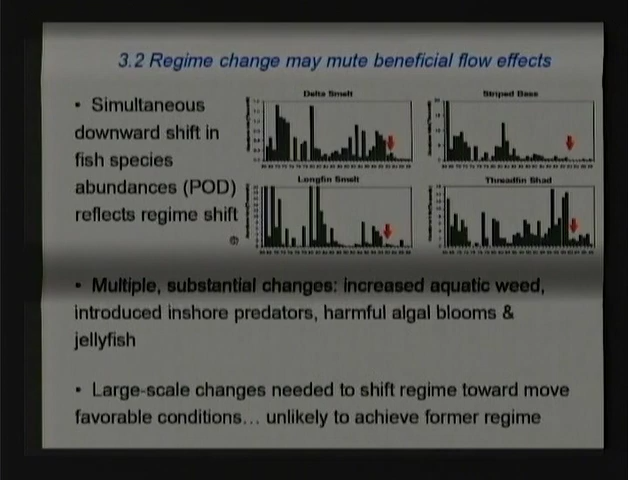 3.2 Regime change may mute beneficial flow effects
• Simultaneous
downward shift in
fish species
abundances (POD)
reflects regime shift
Delta Smelt
Striped Bass
Longfin Smelt
Threadfin Shad
• Multiple, substantial changes: increased aquatic weed,
introduced inshore predators, harmful algal blooms &
jellyfish
• Large-scale changes needed to shift regime toward move
favorable conditions… unlikely to achieve former regime